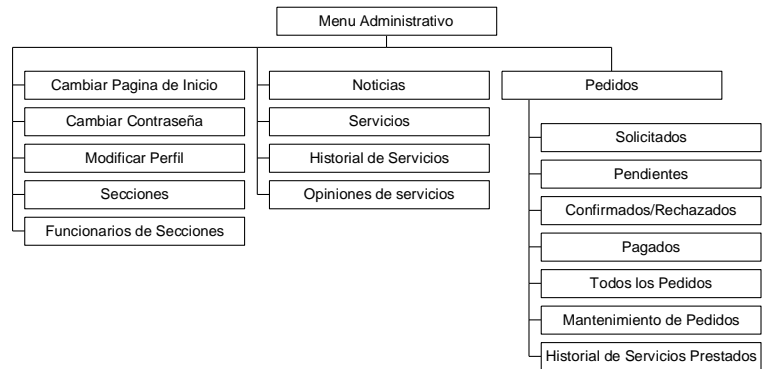 Menu Administrativo
Cambiar Pagina de Inicio
Cambiar Contraseña
Modificar Perfil
Secciones
Funcionarios de Secciones
Noticias
Servicios
Historial de Servicios
Opiniones de servicios
Pedidos
Solicitados
Pendientes
Confirmados/Rechazados
Pagados
Todos los Pedidos
Mantenimiento de Pedidos
Historial de Servicios Prestados